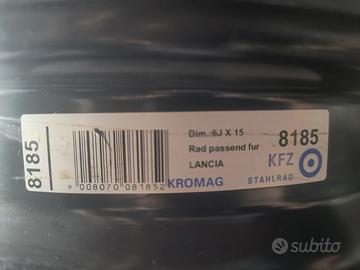 8185
9 008070 081852
Dim.:6J X 15
Rad passend fur
LANCIA
8185
KFZ
KROMAG
STAHLRAD
subito